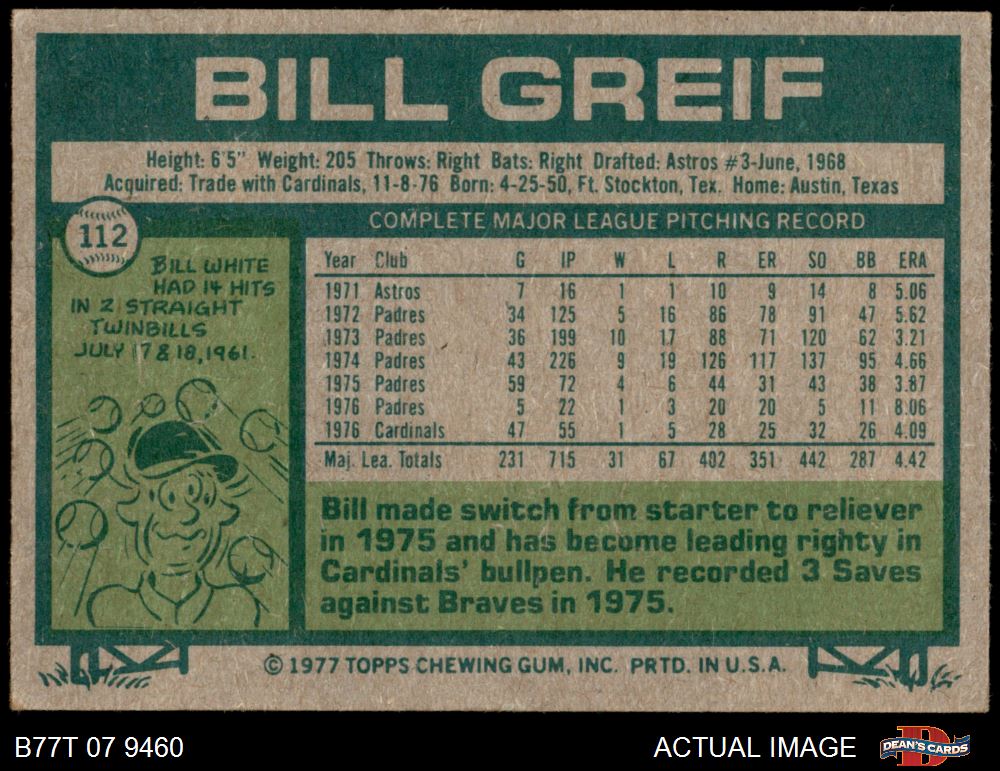 BILL GREIF
Height: 6'5" Weight: 205 Throws: Right Bats: Right Drafted: Astros #3-June, 1968
Acquired: Trade with Cardinals, 11-8-76 Born: 4-25-50, Ft. Stockton, Tex. Home: Austin, Texas
COMPLETE MAJOR LEAGUE PITCHING RECORD
112
BILL WHITE
HAD 14 HITS
IN 2 STRAIGHT
TWINBILLS
JULY 17 & 18, 1961.
Year Club G IP W L R ER SO BB ERA
1971 Astros 7 16 1 1 10 9 14 8 5.06
1972 Padres 34 125 5 16 86 78 91 47 5.62
1973 Padres 36 199 10 17 88 71 120 62 3.21
1974 Padres 43 226 9 19 126 117 137 95 4.66
1975 Padres 59 72 4 6 44 31 43 38 3.87
1976 Padres 5 22 1 3 20 20 5 11 8.06
1976 Cardinals 47 55 1 5 28 25 32 26 4.09
Maj. Lea. Totals 231 715 31 67 402 351 442 287 4.42
Bill made switch from starter to reliever
in 1975 and has become leading righty in
Cardinals' bullpen. He recorded 3 Saves
against Braves in 1975.
© 1977 TOPPS CHEWING GUM, INC. PRTD. IN U.S.A.
B77T 07 9460
ACTUAL IMAGE
DEAN'S CARDS